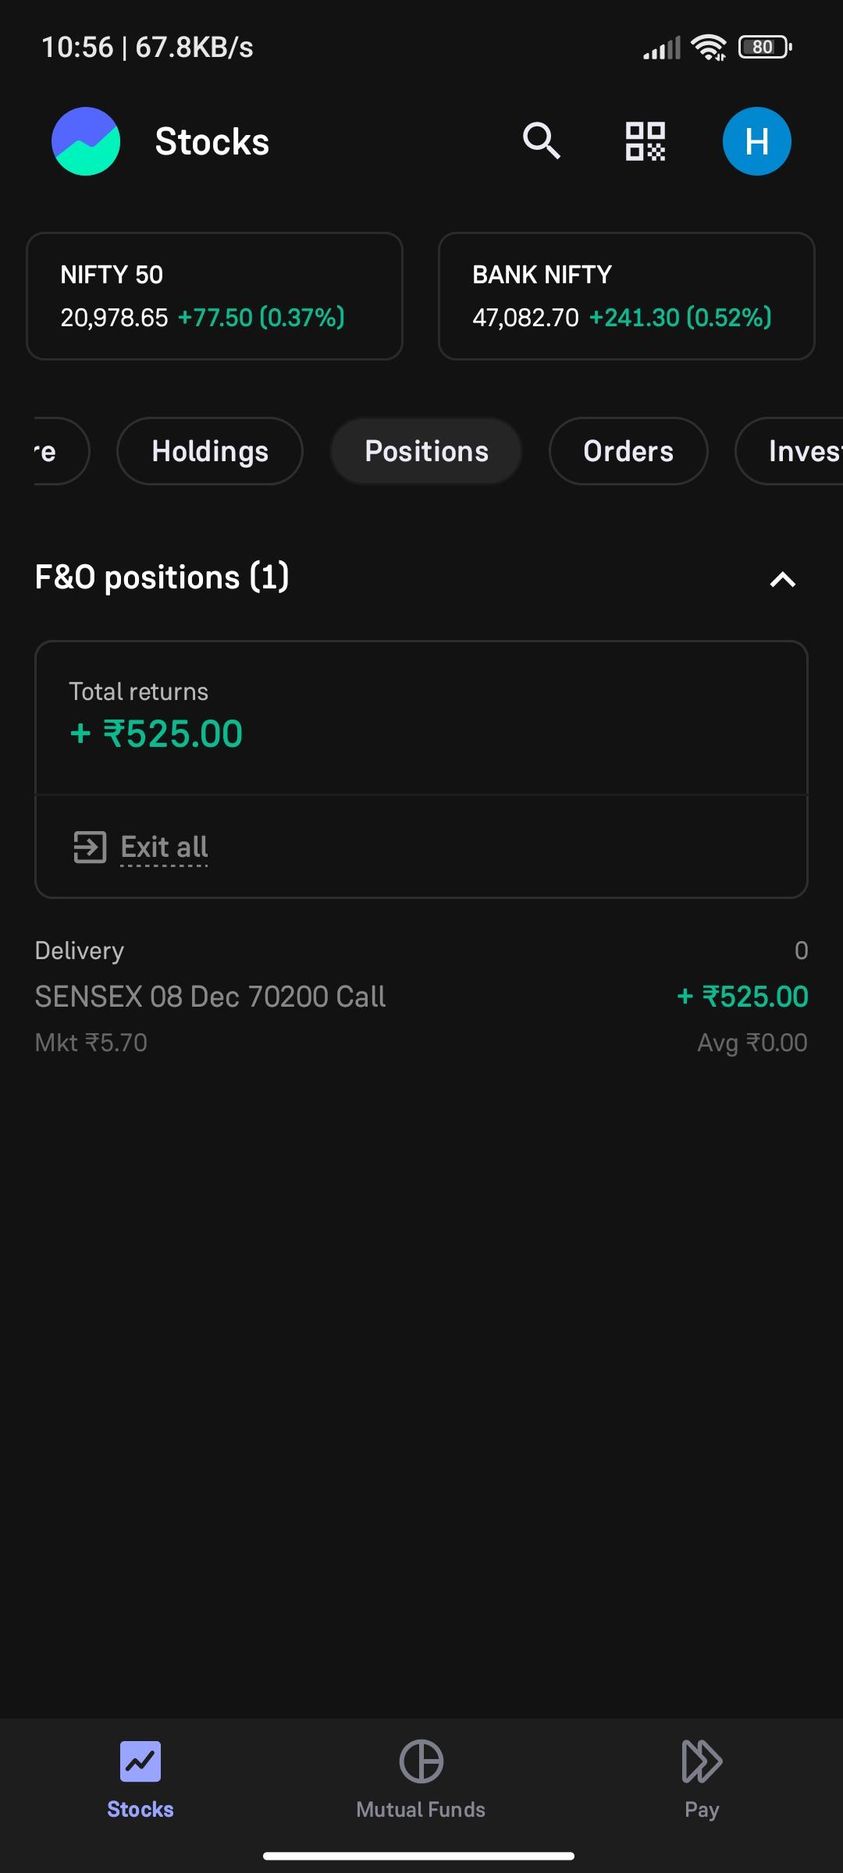 10:56 | 67.8KB/s
80
Stocks
H
NIFTY 50
20,978.65 +77.50 (0.37%)
BANK NIFTY
47,082.70 +241.30 (0.52%)
re
Holdings
Positions
Orders
Inves
F&O positions (1)
Total returns
+ ₹525.00
Exit all
Delivery 0
SENSEX 08 Dec 70200 Call + ₹525.00
Mkt ₹5.70 Avg ₹0.00
Stocks
Mutual Funds
Pay